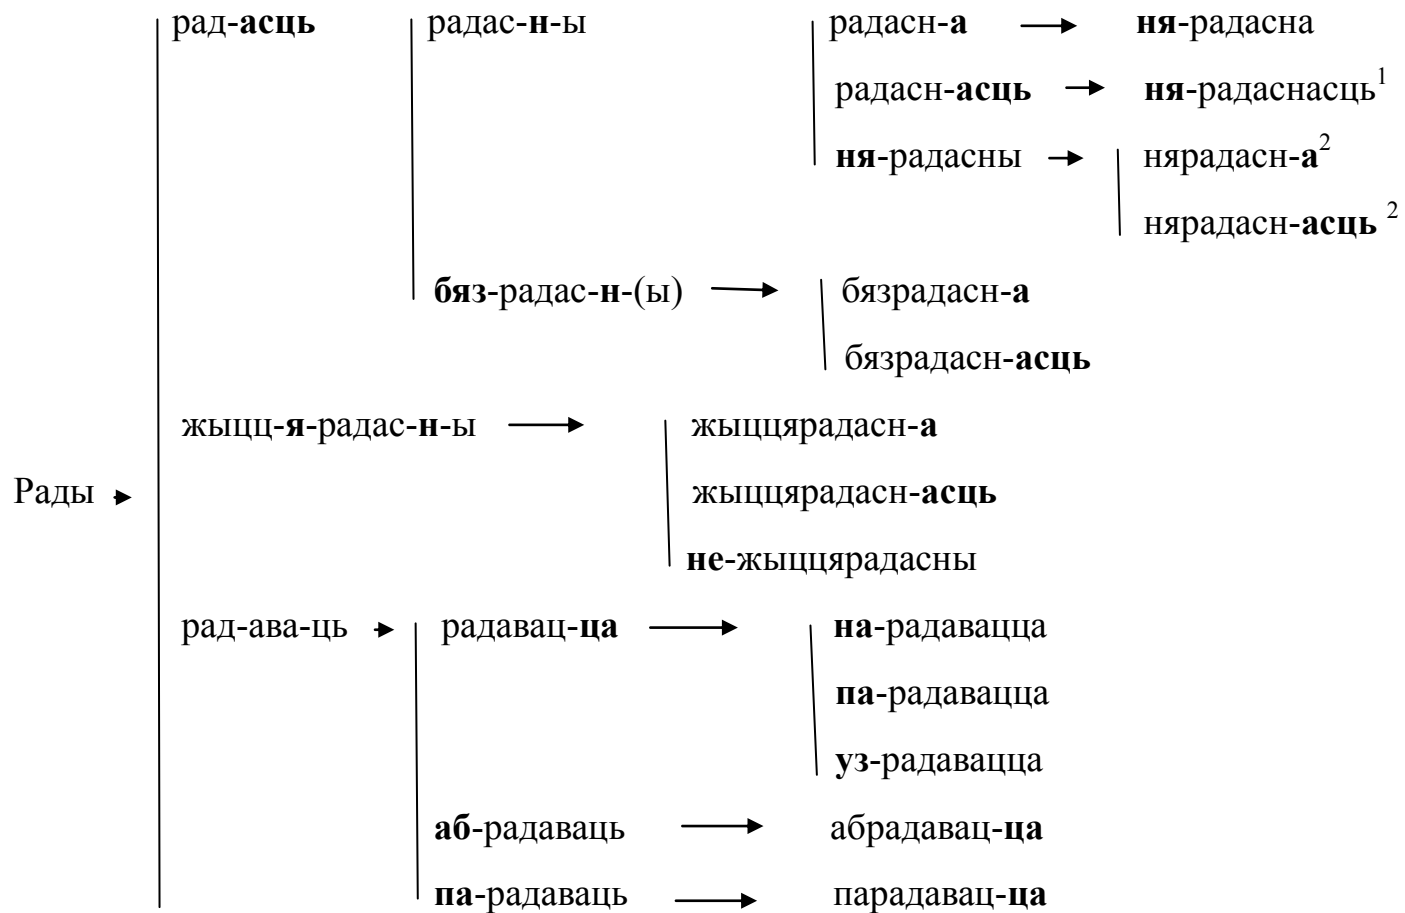 рад-асць радас-н-ы радасн-а → ня-радасна
радасн-асць → ня-радаснасць¹
ня-радасны → нярадасн-а²
нярадасн-асць ²
бяз-радас-н-(ы) → бязрадасн-а
бязрадасн-асць
жыцц-я-радас-н-ы → жыццярадасн-а
Рады → жыццярадасн-асць
не-жыццярадасны
рад-ава-ць → радавац-ца → на-радавацца
па-радавацца
уз-радавацца
аб-радаваць → абрадавац-ца
па-радаваць → парадавац-ца